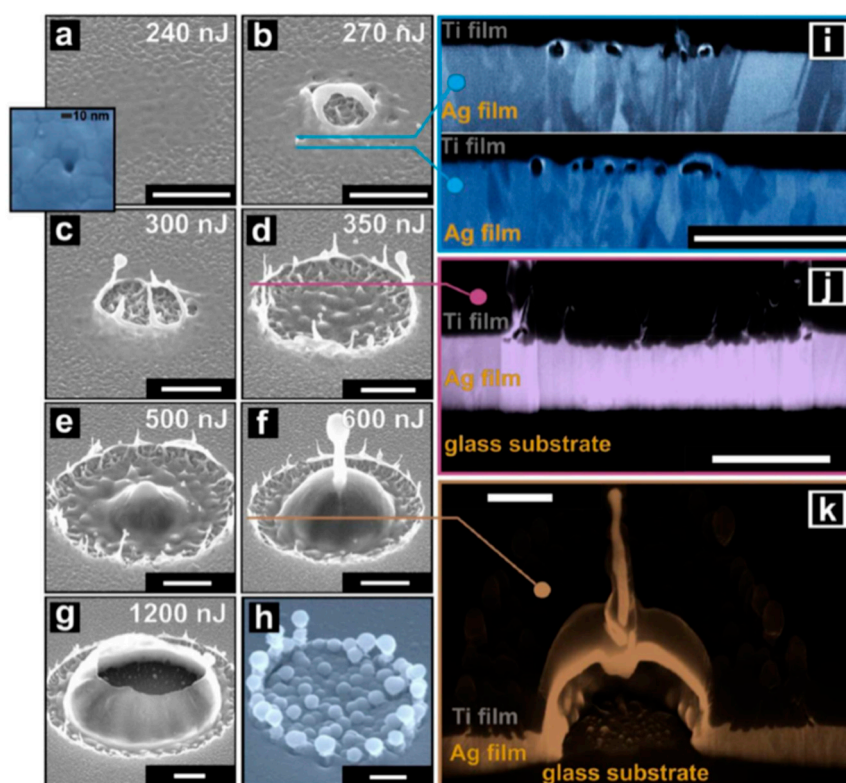 a
240 nJ
10 nm
b
270 nJ
c
300 nJ
d
350 nJ
e
500 nJ
f
600 nJ
g
1200 nJ
h
Ti film
i
Ag film
Ti film
Ag film
j
Ti film
Ag film
glass substrate
k
Ti film
Ag film
glass substrate